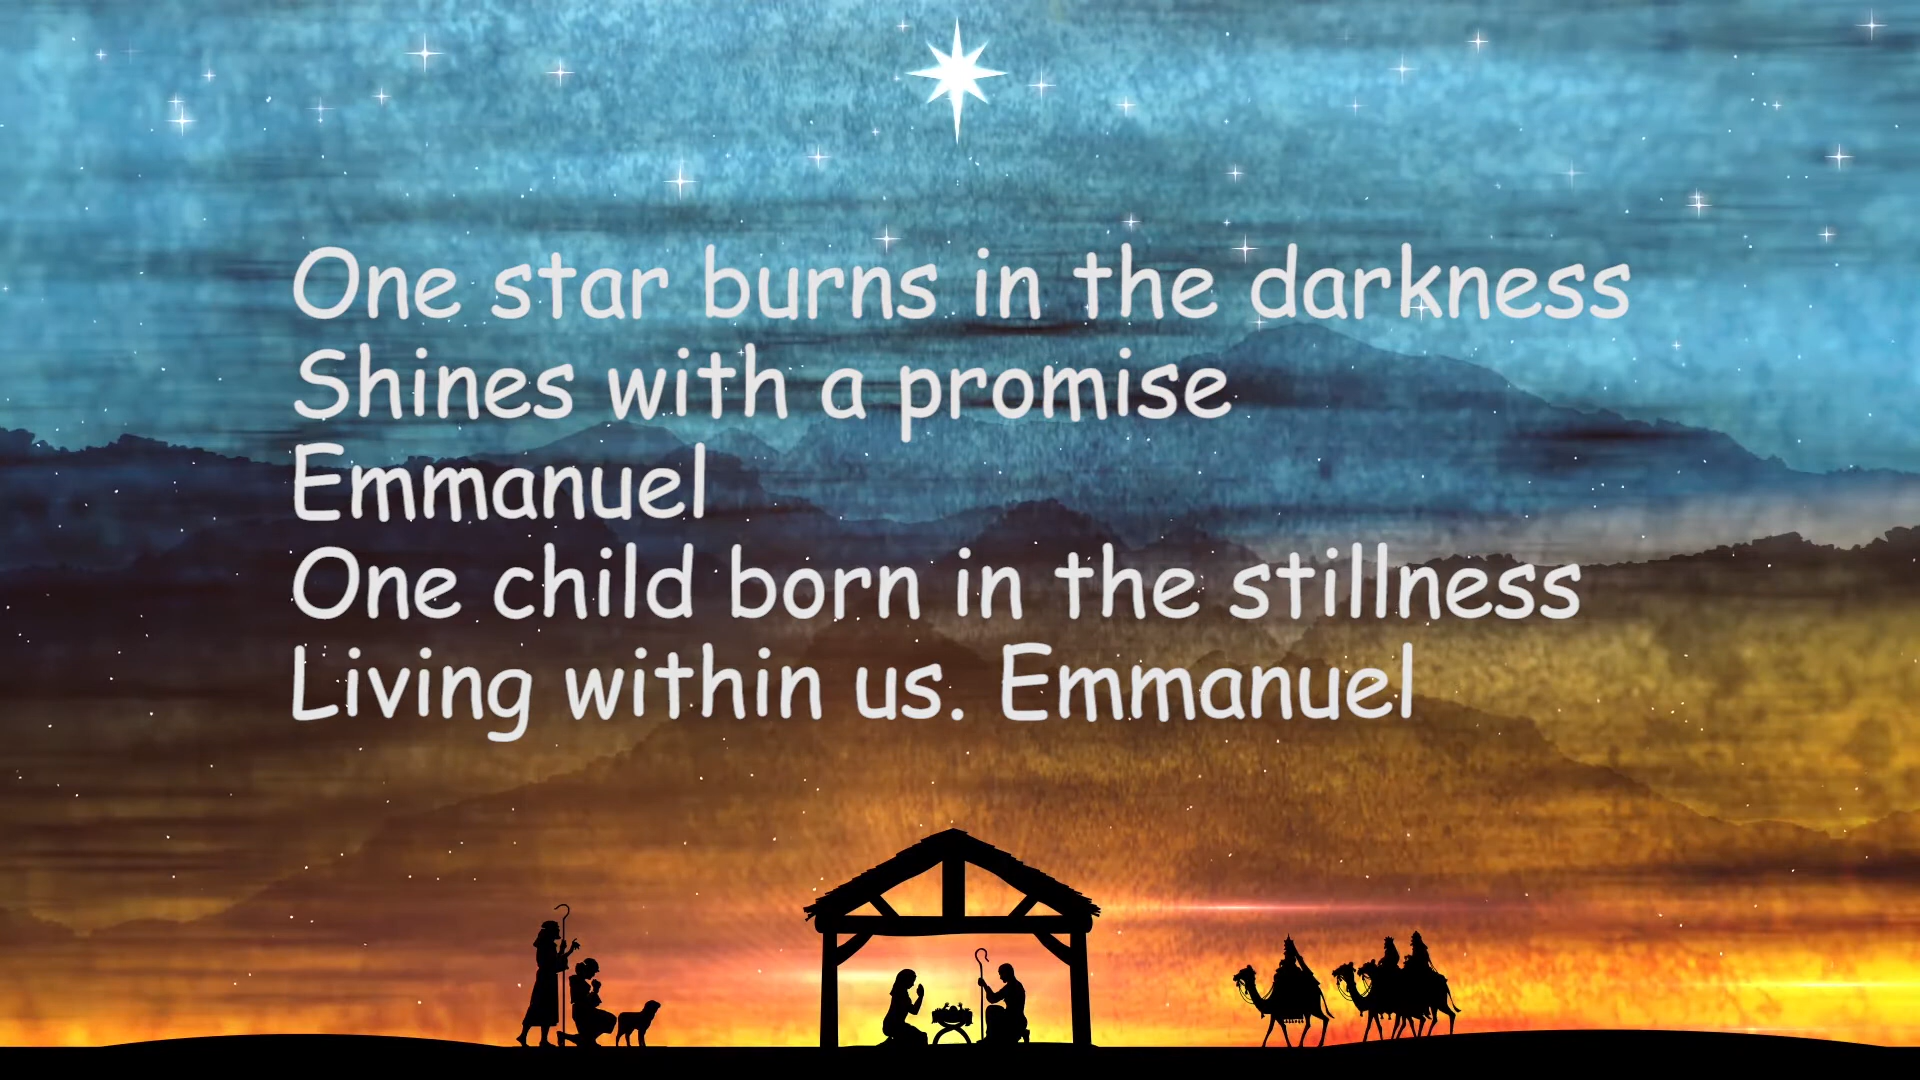 One star burns in the darkness
Shines with a promise
Emmanuel
One child born in the stillness
Living within us. Emmanuel